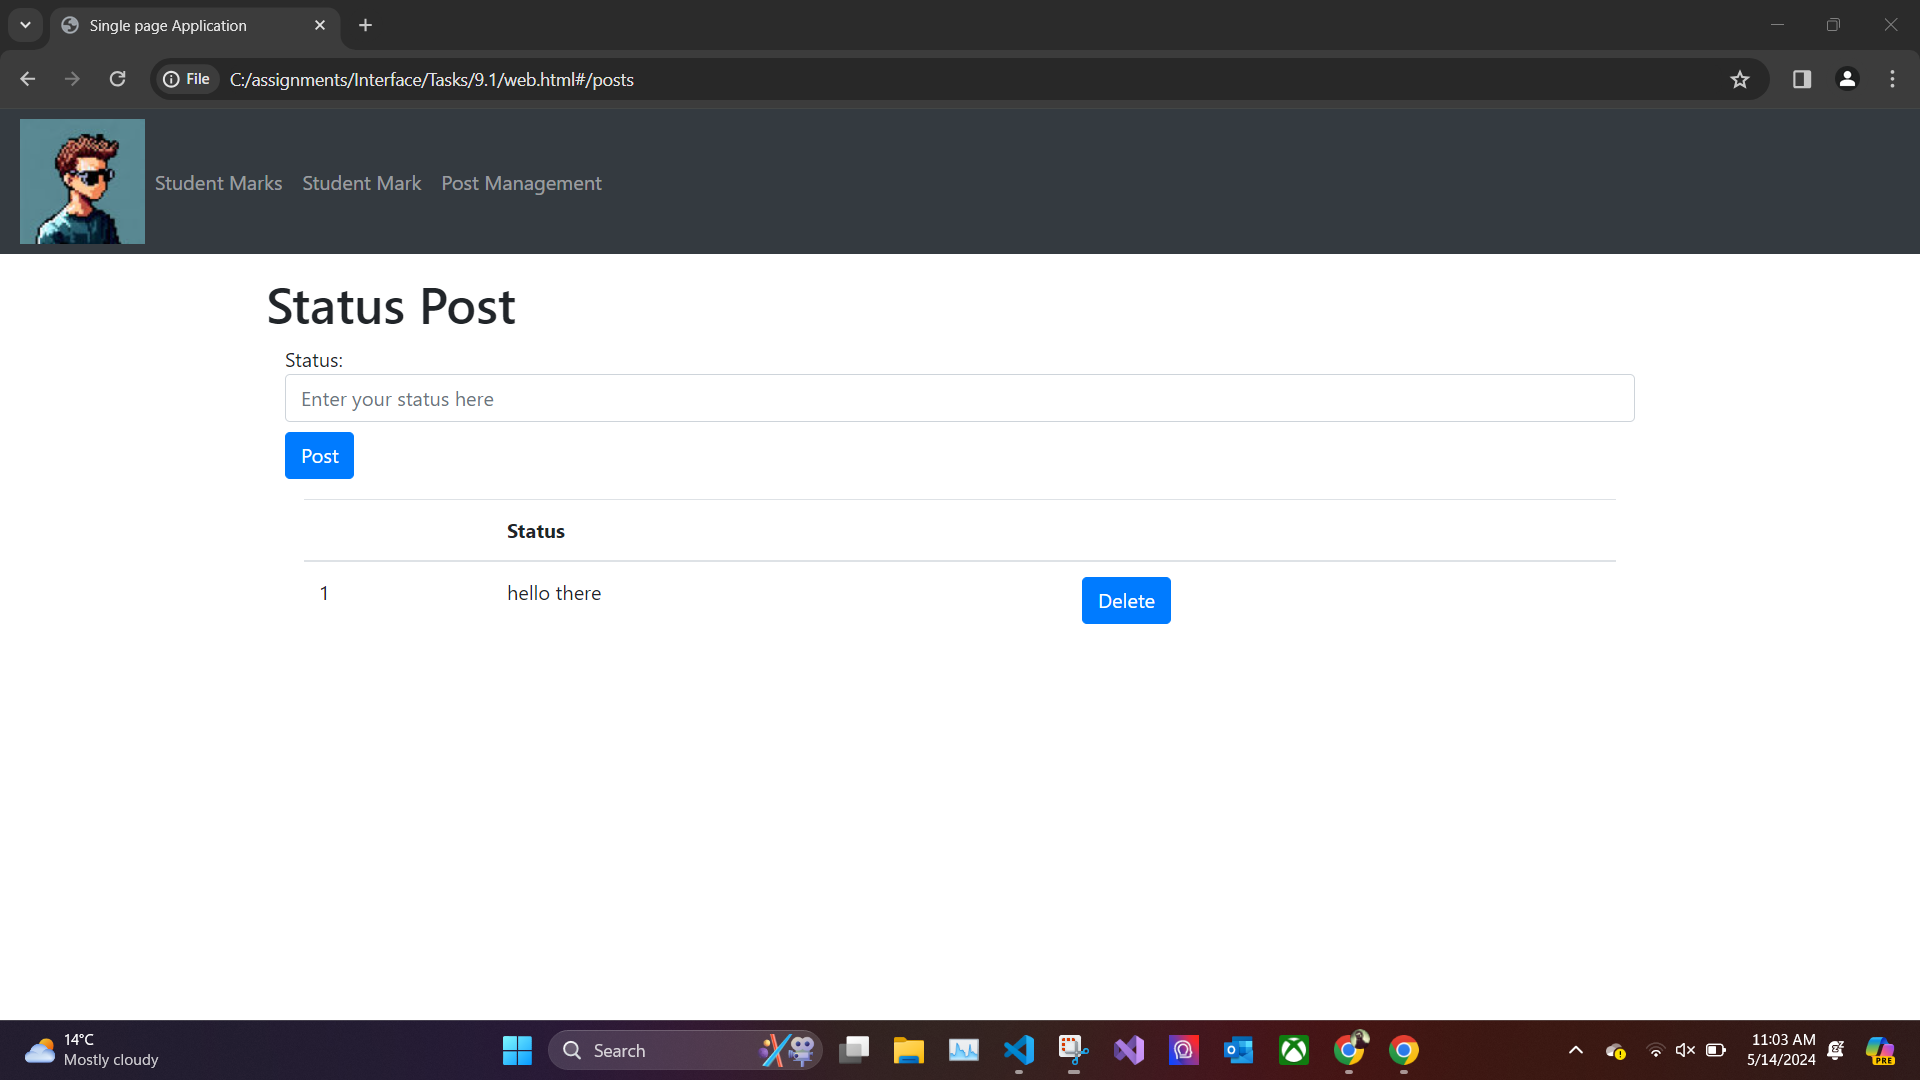 Single page Application
File
C:/assignments/Interface/Tasks/9.1/web.html#/posts
Student Marks Student Mark Post Management
Status Post
Status:
Enter your status here
Post
Status
1 hello there Delete
14°C
Mostly cloudy
Search
11:03 AM
5/14/2024
PRE